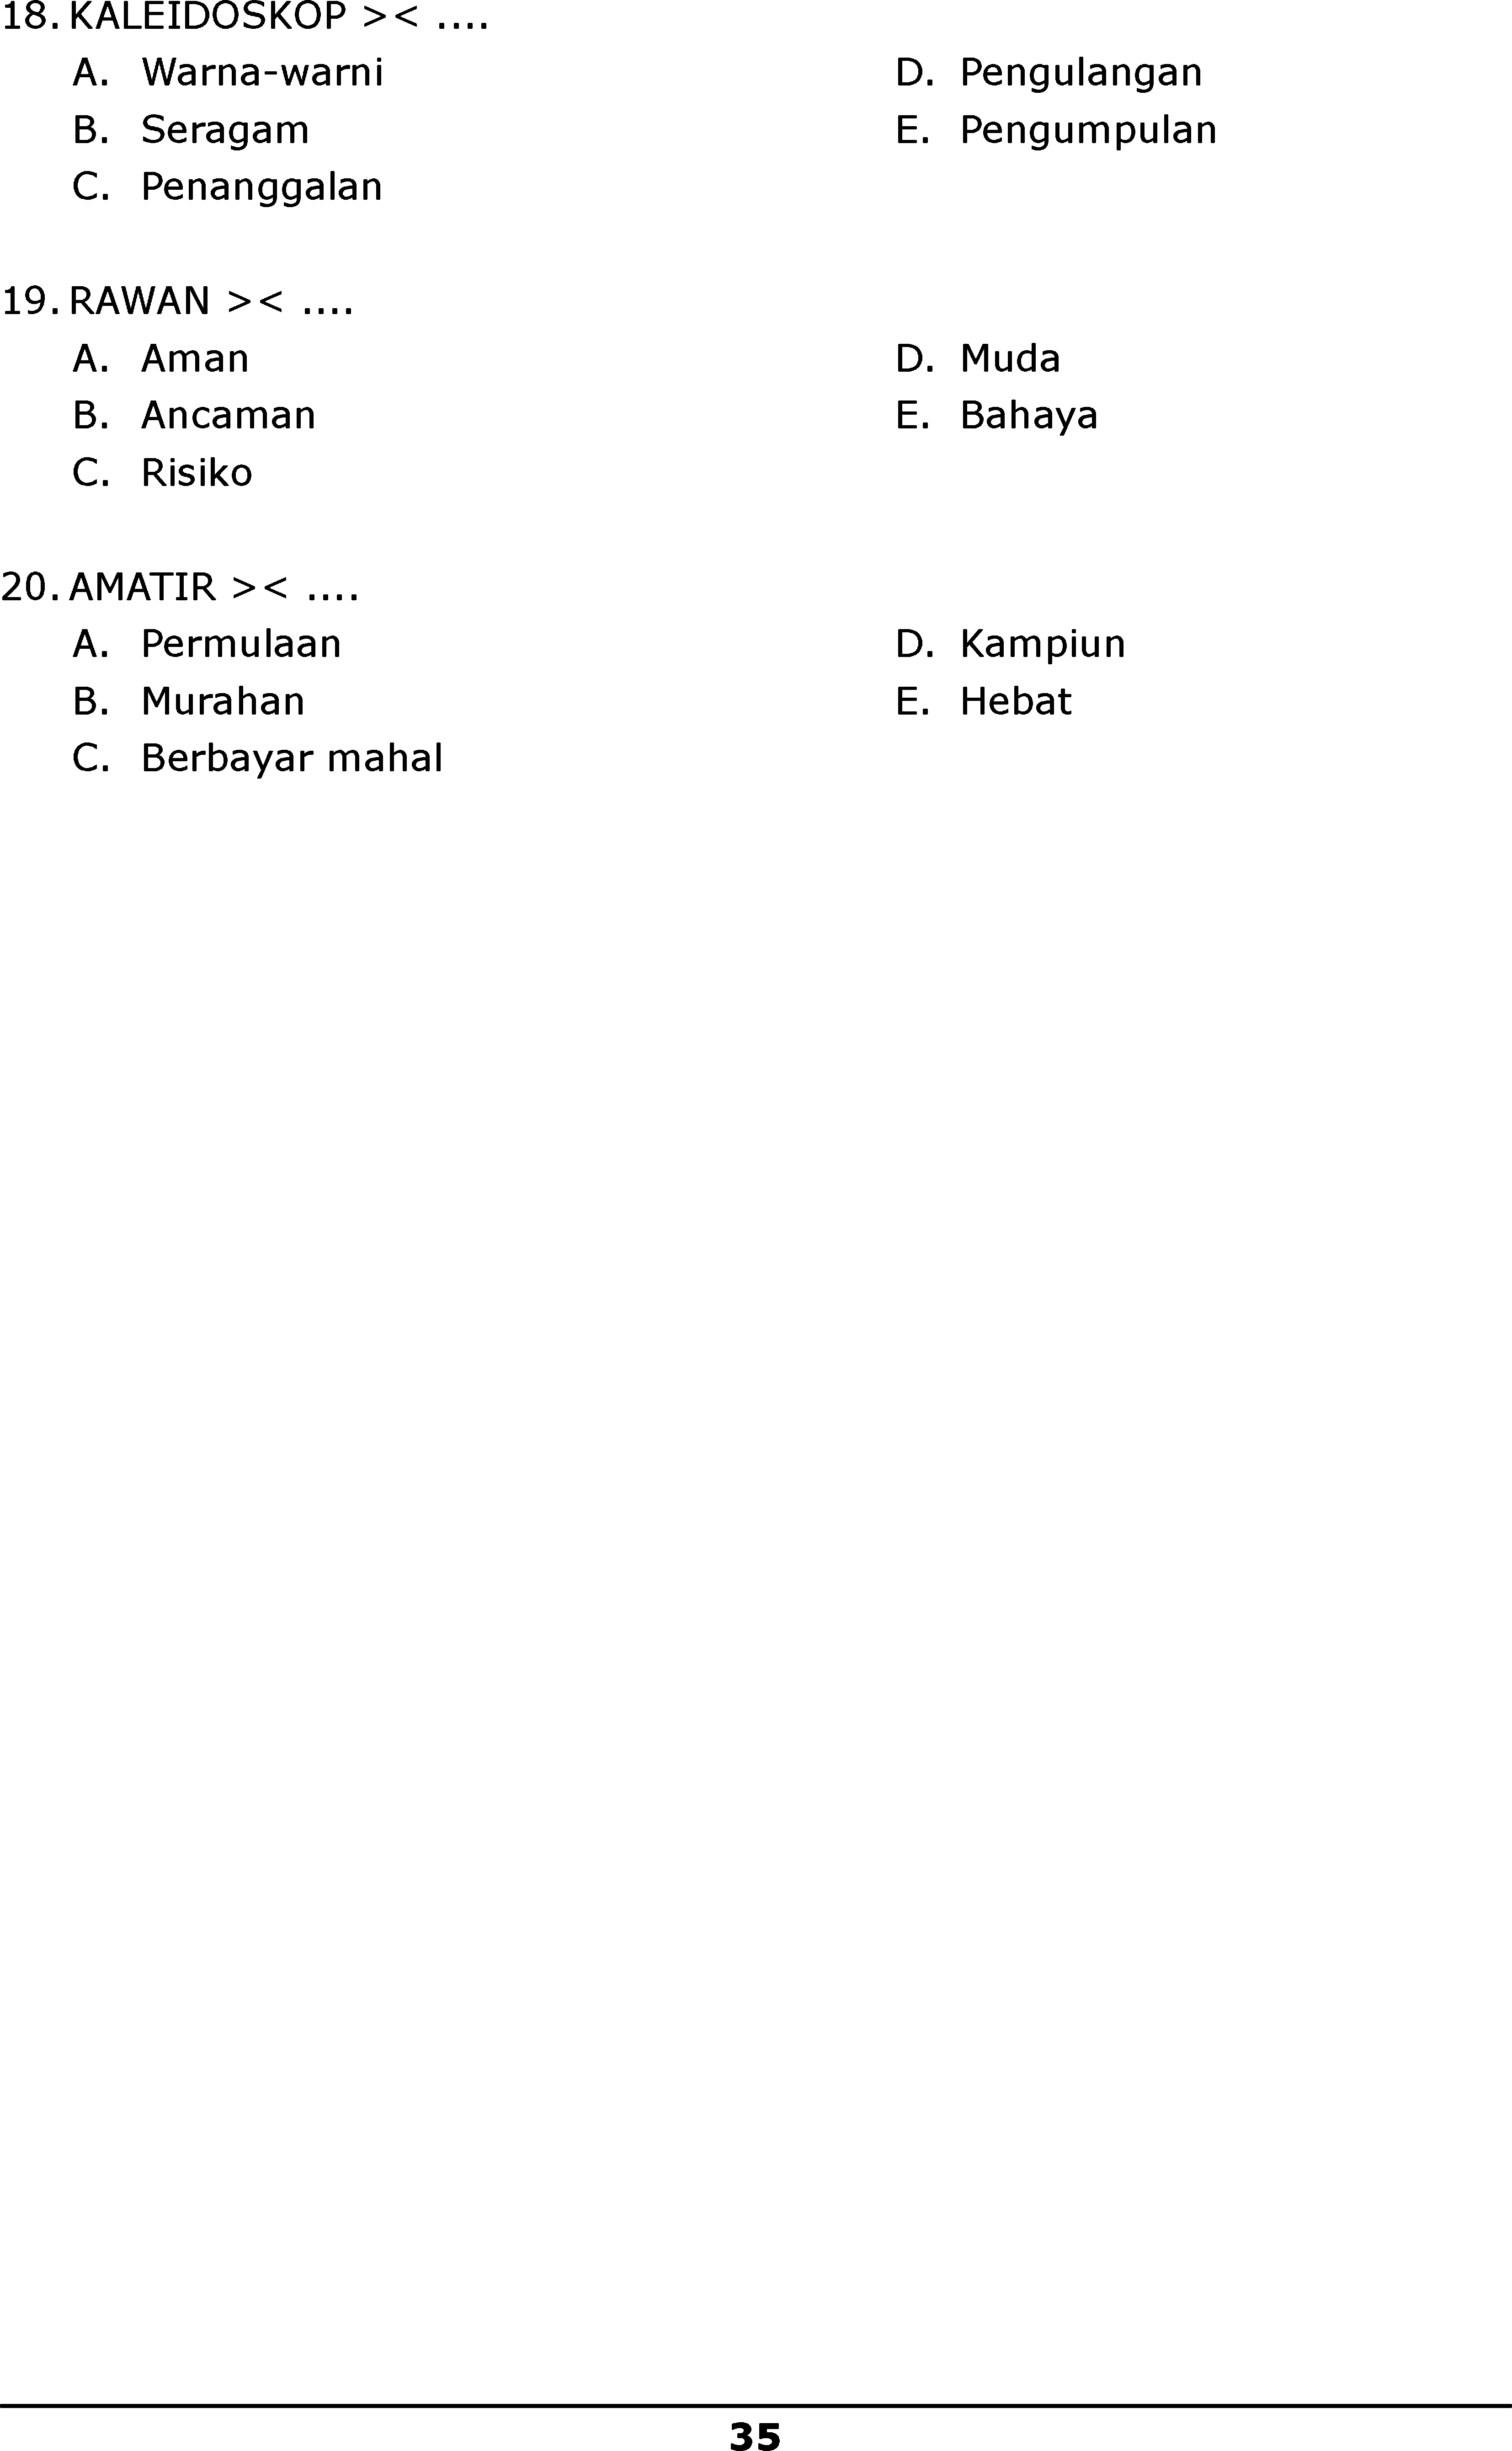 18. KALEIDOSKOP >< ....
A. Warna-warni
B. Seragam
C. Penanggalan
D. Pengulangan
E. Pengumpulan
19. RAWAN >< ....
A. Aman
B. Ancaman
C. Risiko
D. Muda
E. Bahaya
20. AMATIR >< ....
A. Permulaan
B. Murahan
C. Berbayar mahal
D. Kampiun
E. Hebat
35